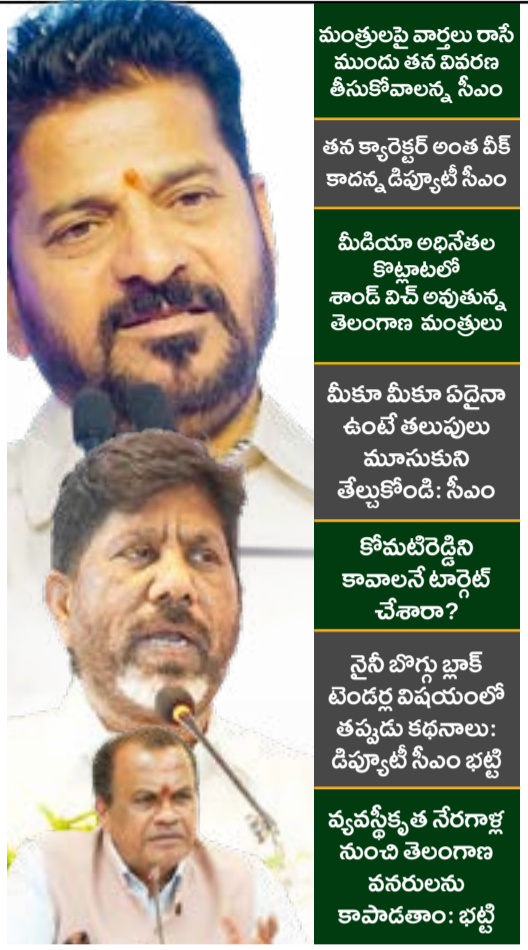 మంత్రులపై వార్తలు రాసే
ముందు తన వివరణ
తీసుకోవాలన్న సీఎం
తన క్యారెక్టర్ అంత వీక్
కాదన్న డిప్యూటీ సీఎం
మీడియా అధినేతల
కొట్లాటలో
శాండ్ విచ్ అవుతున్న
తెలంగాణ మంత్రులు
మీకూ మీకూ ఏదైనా
ఉంటే తలుపులు
మూసుకుని
తేల్చుకోండి: సీఎం
కోమటిరెడ్డిని
కావాలనే టార్గెట్
చేశారా?
నైనీ బొగ్గు బ్లాక్
టెండర్ల విషయంలో
తప్పుడు కథనాలు:
డిప్యూటీ సీఎం భట్టి
వ్యవస్థీకృత నేరగాళ్ల
నుంచి తెలంగాణ
వనరులను
కాపాడతాం: భట్టి